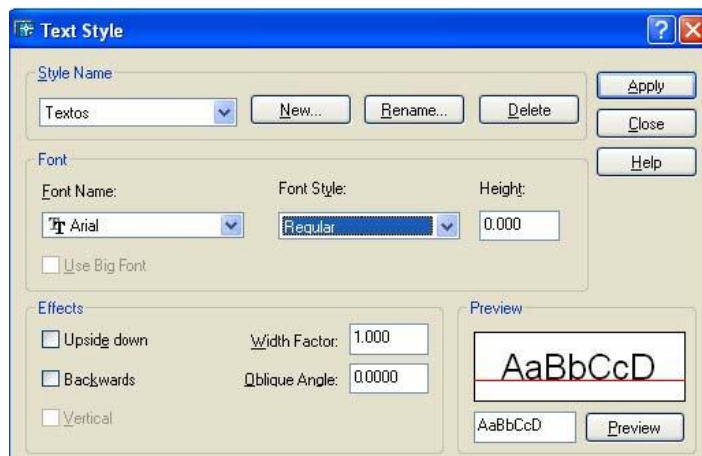 Text Style
Style Name
Textos
New...
Rename...
Delete
Apply
Close
Help
Font
Font Name:
Font Style:
Height:
Arial
Regular
0.000
Use Big Font
Effects
Upside down
Width Factor:
1.000
Backwards
Oblique Angle:
0.0000
Vertical
Preview
AaBbCcD
AaBbCcD
Preview